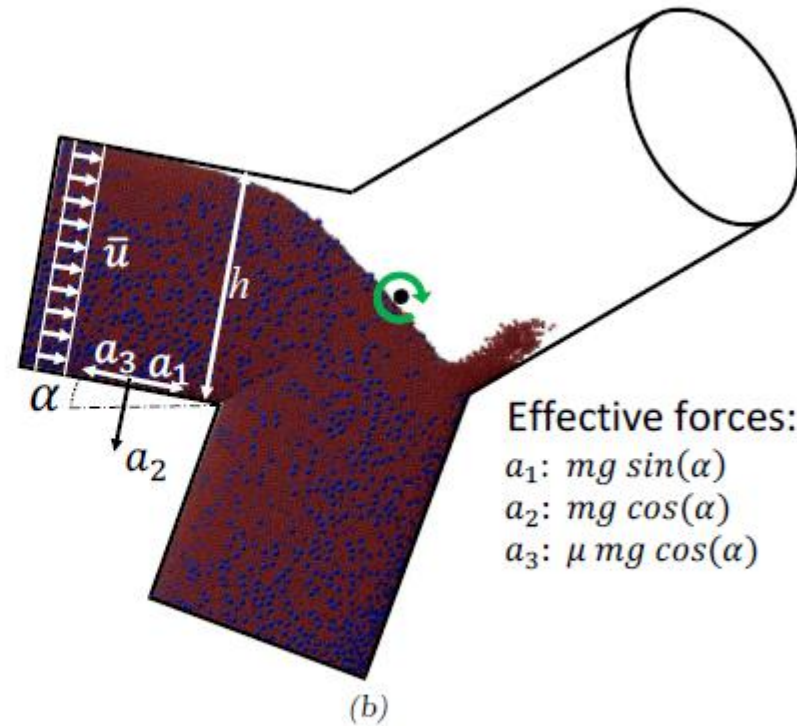 ū
h
a₃ a₁
α
a₂
Effective forces:
a₁: mg sin(α)
a₂: mg cos(α)
a₃: μ mg cos(α)
(b)